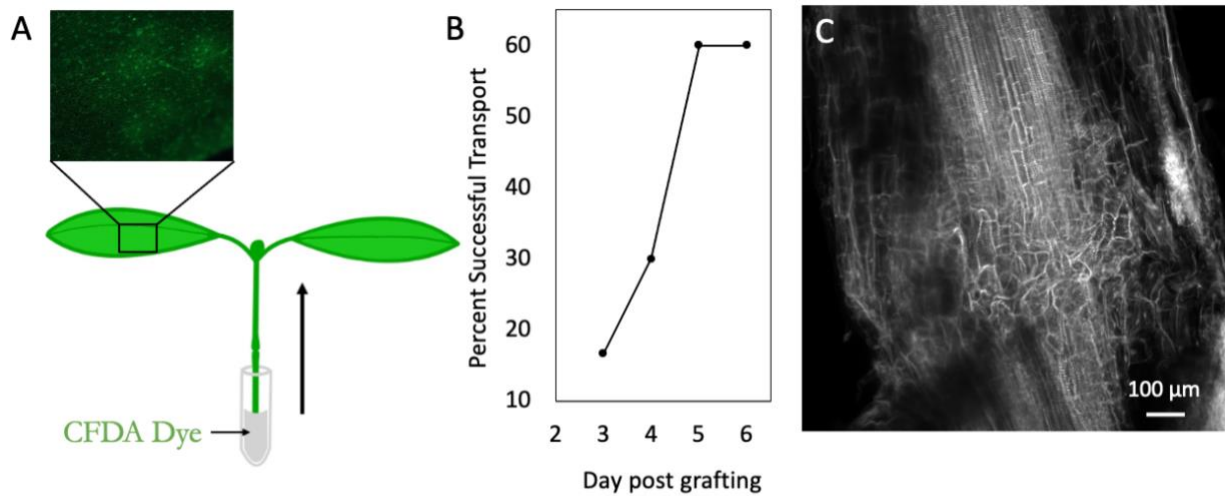 A
CFDA Dye
B
Percent Successful Transport
60
50
40
30
20
10
2 3 4 5 6
Day post grafting
C
100 µm